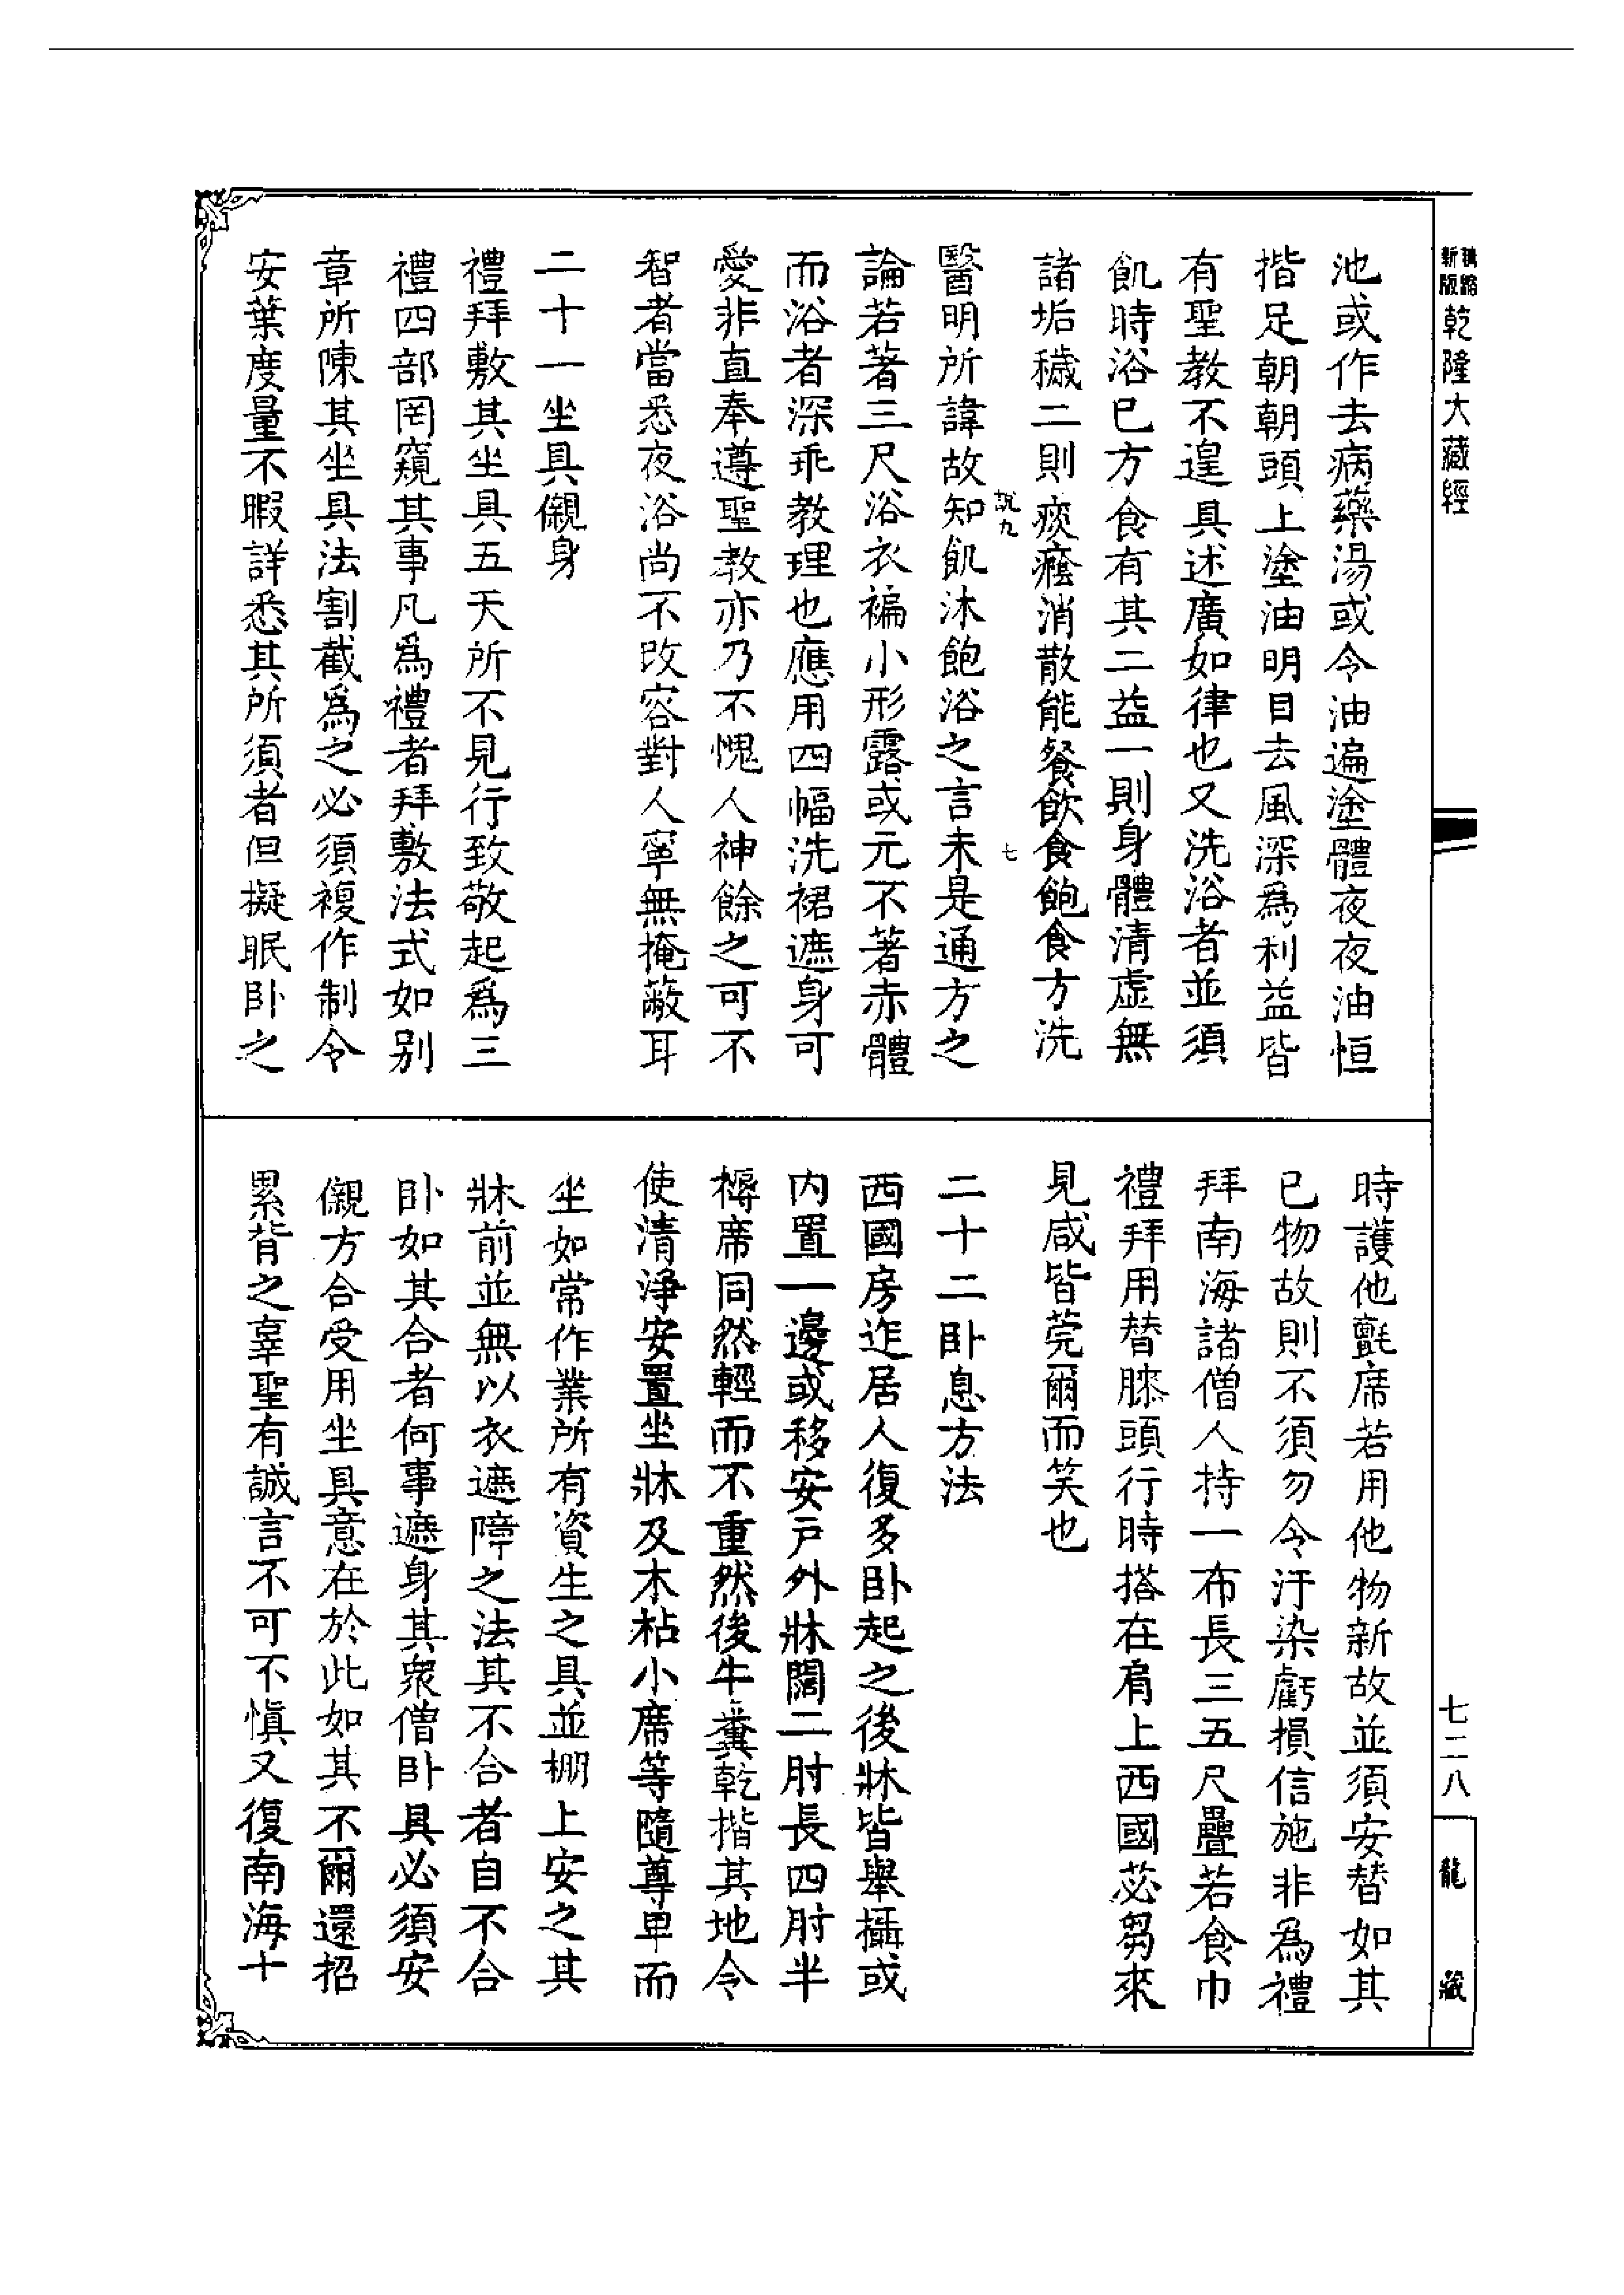 精縮新版乾隆大藏經
池或作去病藥湯或令油遍塗體夜夜油恒
揩足朝朝頭上塗油明目去風深爲利益皆
有聖教不遑具述廣如律也又洗浴者並須
飢時浴已方食有其二益一則身體清虛無
諸垢穢二則痰癊消散能餐飲食飽食方洗
説九
七
醫明所諱故知飢沐飽浴之言未是通方之
論若著三尺浴衣褊小形露或元不著赤體
而浴者深乖教理也應用四幅洗裙遮身可
愛非直奉遵聖教亦乃不愧人神餘之可不
智者當悉夜浴尚不改容對人寧無掩蔽耳
二十一坐具儭身
禮拜敷其坐具五天所不見行致敬起爲三
禮四部罔窺其事凡爲禮者拜敷法式如别
章所陳其坐具法割截爲之必須複作制令
安葉度量不暇詳悉其所須者但擬眠卧之
時護他氈席若用他物新故並須安替如其
已物故則不須勿令汙染虧損信施非為禮
拜南海諸僧人持一布長三五尺疊若食巾
禮拜用替膝頭行時搭在肩上西國苾芻來
見咸皆莞爾而笑也
二十二卧息方法
西國房迮居人復多卧起之後牀皆舉攝或
内置一邊或移安戸外牀闊二肘長四肘半
褥席同然輕而不重然後牛糞乾揩其地令
使清淨安置坐牀及木枯小席等隨尊卑而
坐如常作業所有資生之具並棚上安之其
牀前並無以衣遮障之法其不合者自不合
卧如其合者何事遮身其衆僧卧具必須安
儭方合受用坐具意在於此如其不爾還招
累背之辜聖有誠言不可不慎又復南海十
七二八
龍藏